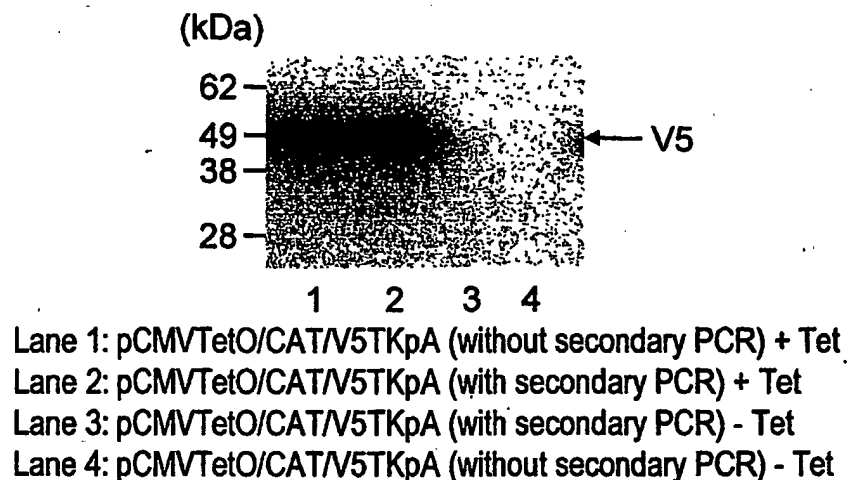 (kDa)
62
49
V5
38
28
1 2 3 4
Lane 1: pCMVTetO/CAT/V5TKpA (without secondary PCR) + Tet
Lane 2: pCMVTetO/CAT/V5TKpA (with secondary PCR) + Tet
Lane 3: pCMVTetO/CAT/V5TKpA (with secondary PCR) - Tet
Lane 4: pCMVTetO/CAT/V5TKpA (without secondary PCR) - Tet